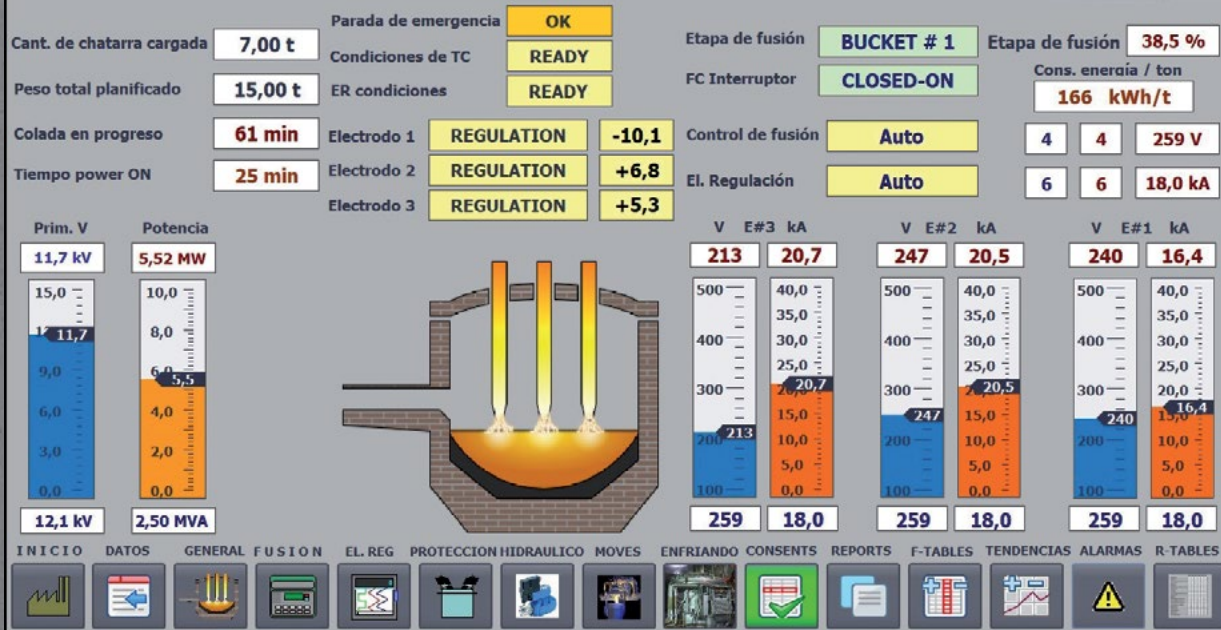 Cant. de chatarra cargada 7,00 t
Peso total planificado 15,00 t
Colada en progreso 61 min
Tiempo power ON 25 min
Parada de emergencia OK
Condiciones de TC READY
ER condiciones READY
Electrodo 1 REGULATION -10,1
Electrodo 2 REGULATION +6,8
Electrodo 3 REGULATION +5,3
Etapa de fusión BUCKET # 1
FC Interruptor CLOSED-ON
Control de fusión Auto
El. Regulación Auto
Etapa de fusión 38,5 %
Cons. energía / ton
166 kWh/t
4 4 259 V
6 6 18,0 kA
Prim. V
11,7 kV
15,0
11,7
9,0
6,0
3,0
0,0
12,1 kV
Potencia
5,52 MW
10,0
8,0
6,0
5,5
4,0
2,0
0,0
2,50 MVA
V E#3 kA
213 20,7
500
400
300
213
200
100
259
40,0
35,0
30,0
25,0
20,7
20,0
15,0
10,0
5,0
0,0
18,0
V E#2 kA
247 20,5
500
400
300
247
200
100
259
40,0
35,0
30,0
25,0
20,5
20,0
15,0
10,0
5,0
0,0
18,0
V E#1 kA
240 16,4
500
400
300
240
200
100
259
40,0
35,0
30,0
25,0
20,0
16,4
15,0
10,0
5,0
0,0
18,0
INICIO DATOS GENERAL FUSION EL. REG PROTECCION HIDRAULICO MOVES ENFRIANDO CONSENTS REPORTS F-TABLES TENDENCIAS ALARMAS R-TABLES